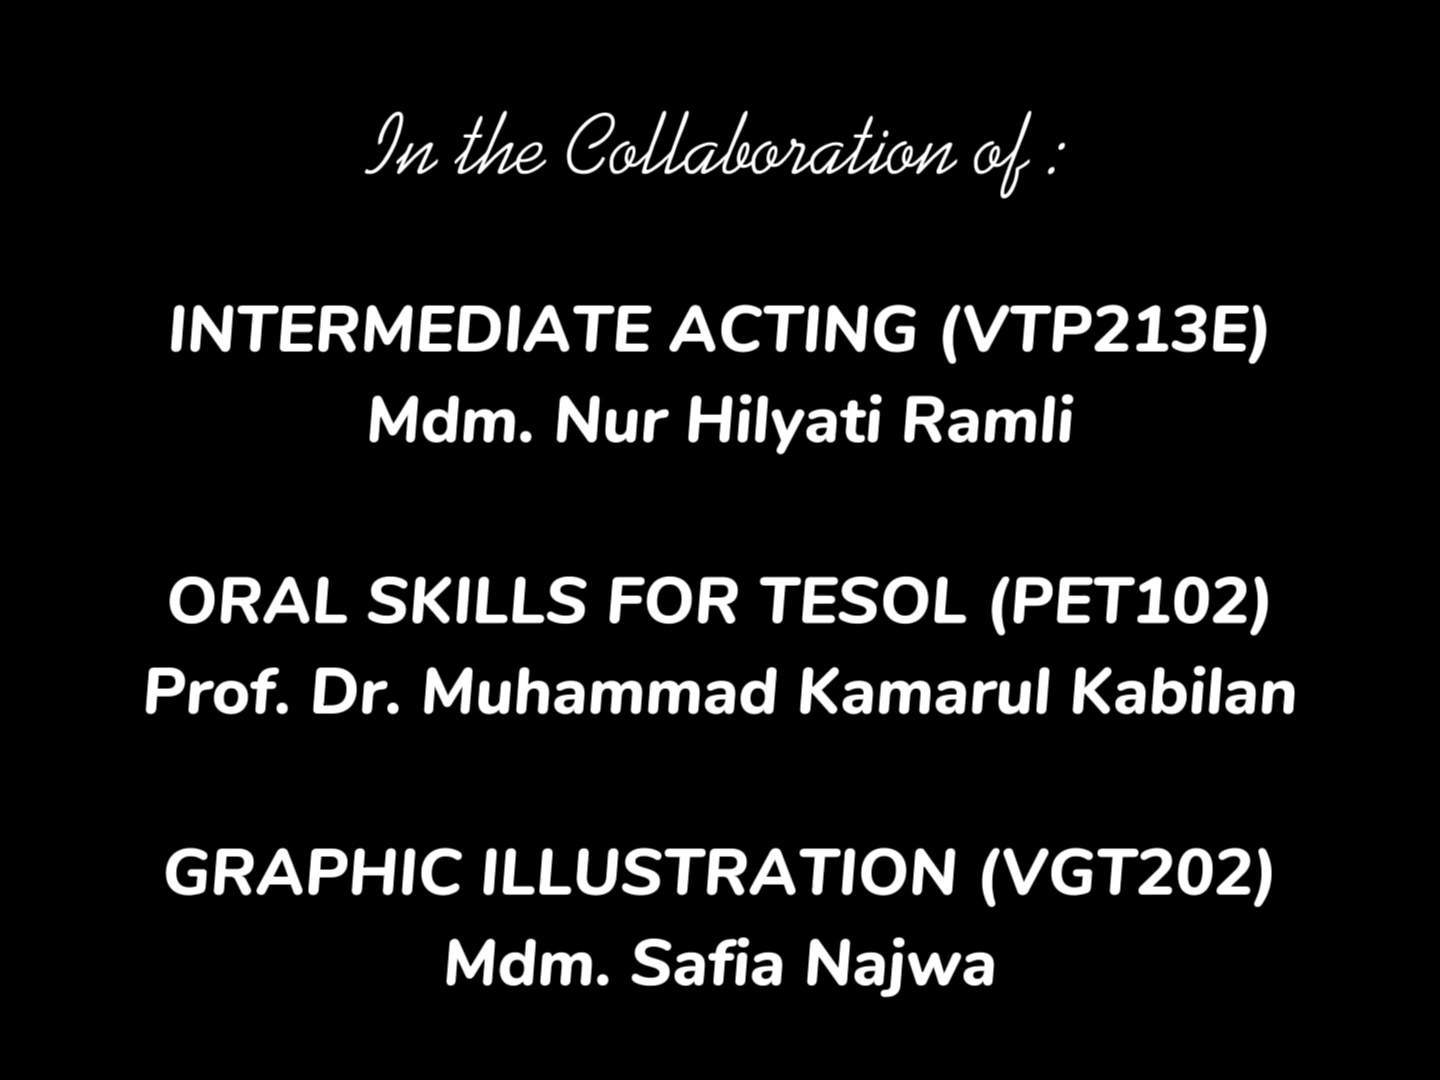 In the Collaboration of :
INTERMEDIATE ACTING (VTP213E)
Mdm. Nur Hilyati Ramli
ORAL SKILLS FOR TESOL (PET102)
Prof. Dr. Muhammad Kamarul Kabilan
GRAPHIC ILLUSTRATION (VGT202)
Mdm. Safia Najwa